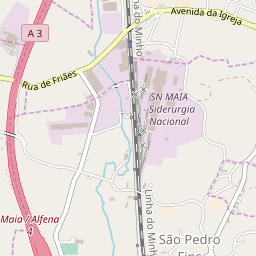 Avenida da Igreja
Linha do Minho
A 3
Rua de Friães
SN MAIA
Siderurgia
Nacional
Maia / Alfena
4
Linha do Minho
São Pedro
Fins